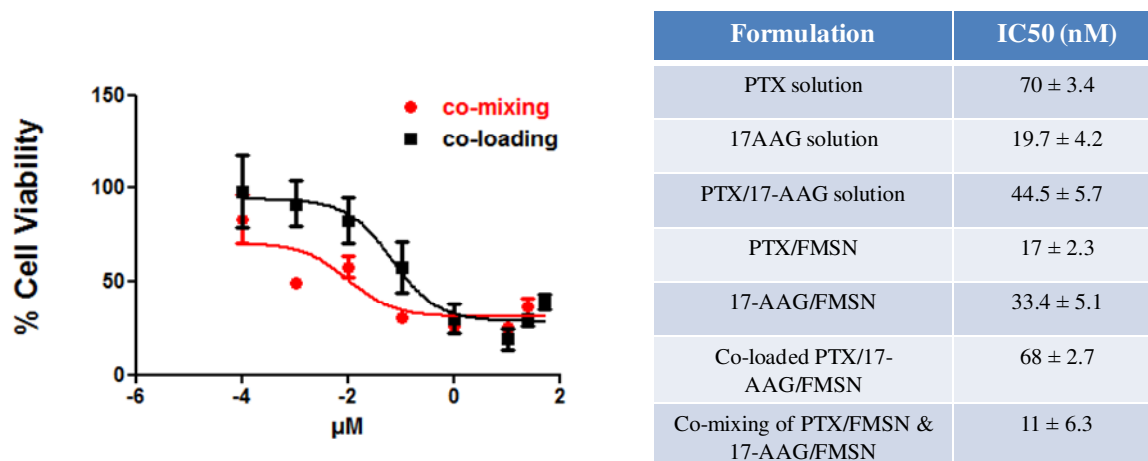 150
100
50
0
-6 -4 -2 0 2
% Cell Viability
µM
co-mixing
co-loading
Formulation IC50 (nM)
PTX solution 70 ± 3.4
17AAG solution 19.7 ± 4.2
PTX/17-AAG solution 44.5 ± 5.7
PTX/FMSN 17 ± 2.3
17-AAG/FMSN 33.4 ± 5.1
Co-loaded PTX/17-
AAG/FMSN 68 ± 2.7
Co-mixing of PTX/FMSN &
17-AAG/FMSN 11 ± 6.3